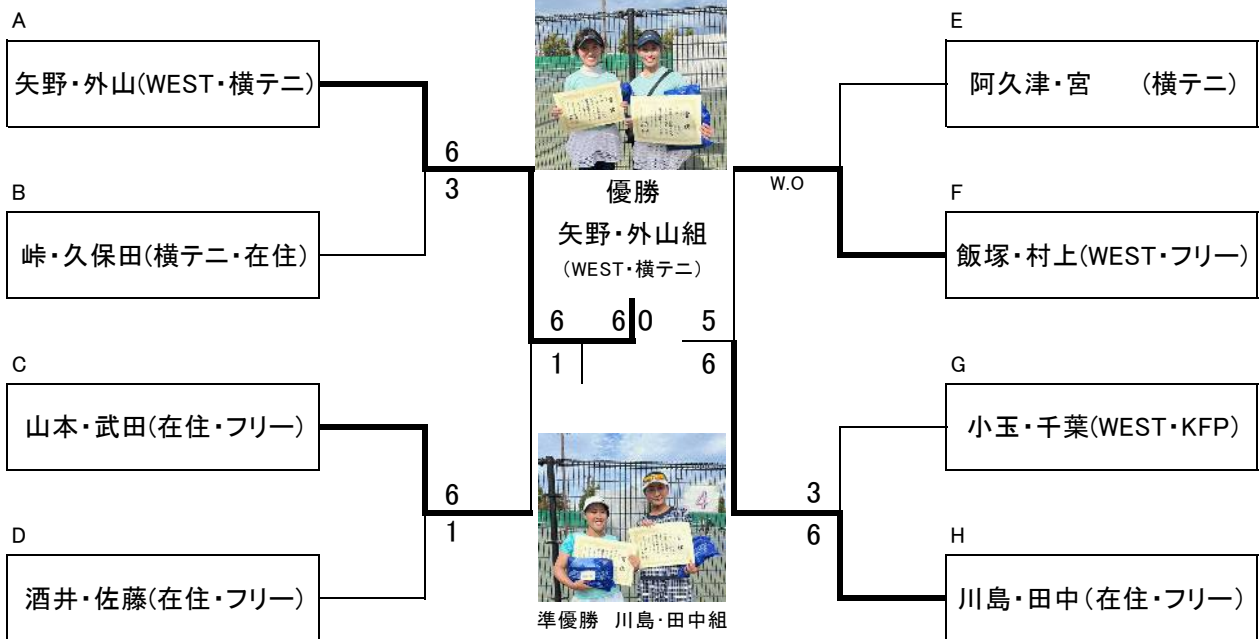 A
矢野・外山(WEST・横テニ)
6
3
B
峠・久保田(横テニ・在住)
C
山本・武田(在住・フリー)
6
1
D
酒井・佐藤(在住・フリー)
優勝
矢野・外山組
(WEST・横テニ)
6 6 0 5
1 6
4
準優勝 川島・田中組
E
阿久津・宮 (横テニ)
W.O
F
飯塚・村上(WEST・フリー)
G
小玉・千葉(WEST・KFP)
3
6
H
川島・田中(在住・フリー)